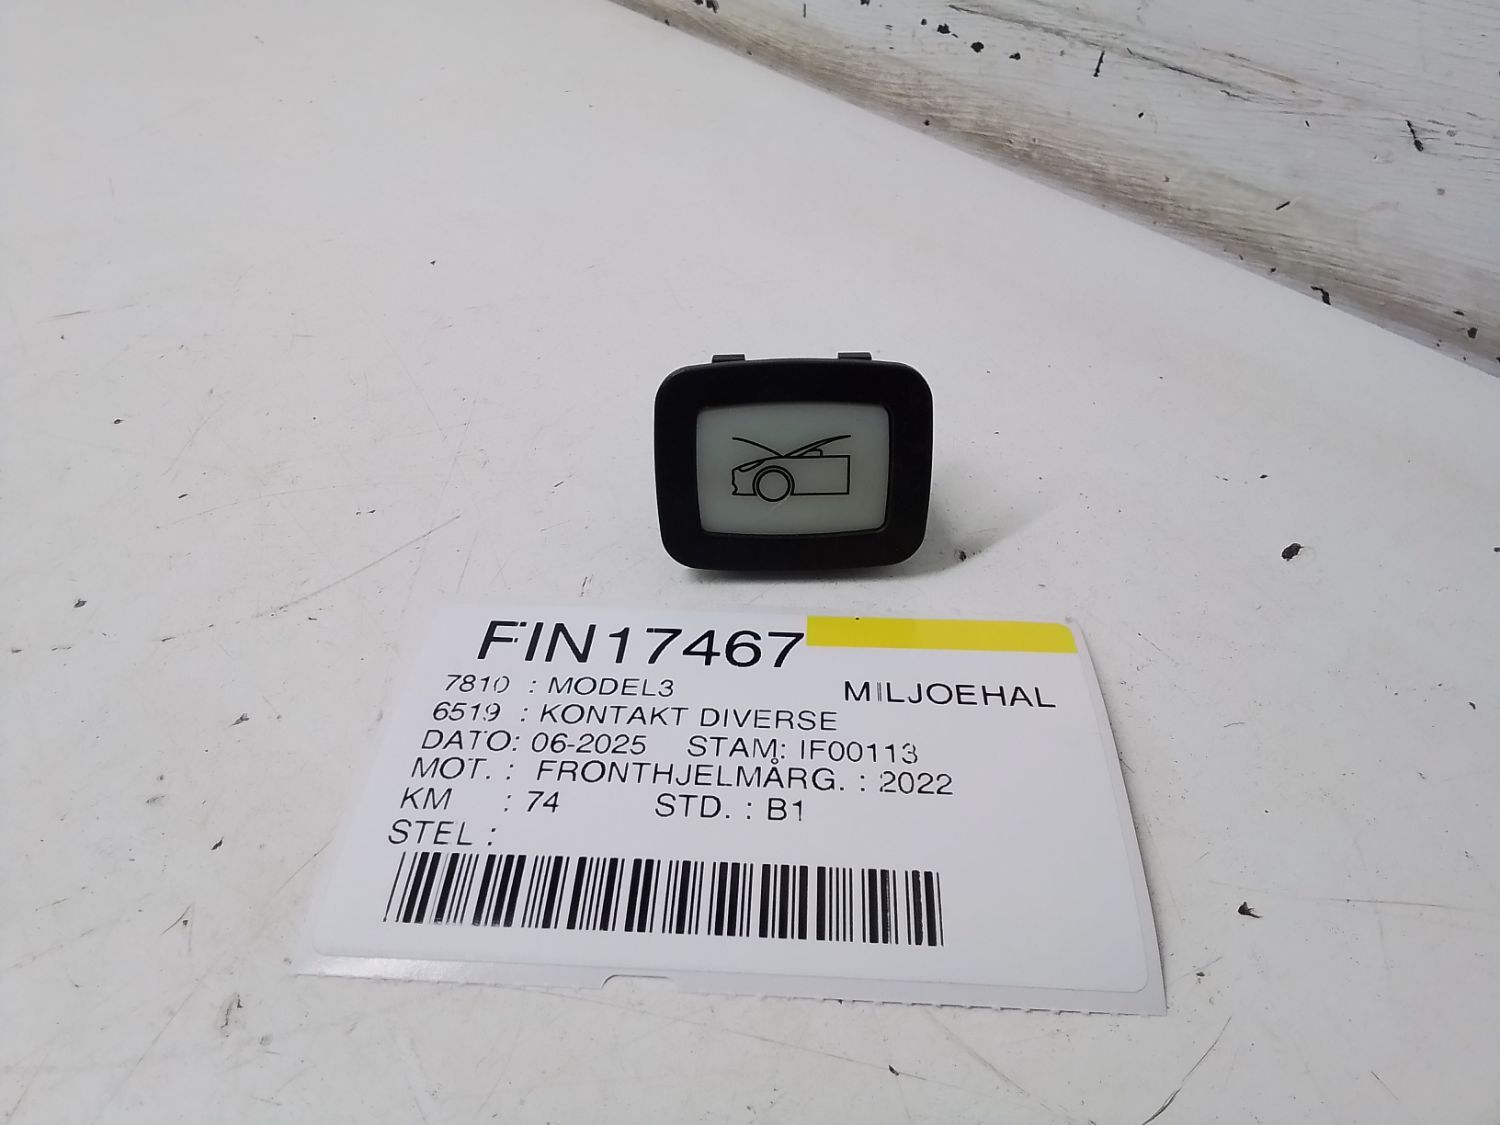 FIN17467
7810 : MODEL3 MILJOEHAL
6519 : KONTAKT DIVERSE
DATO: 06-2025 STAM: IF00113
MOT. : FRONTHJELMÅRG. : 2022
KM : 74 STD. : B1
STEL :